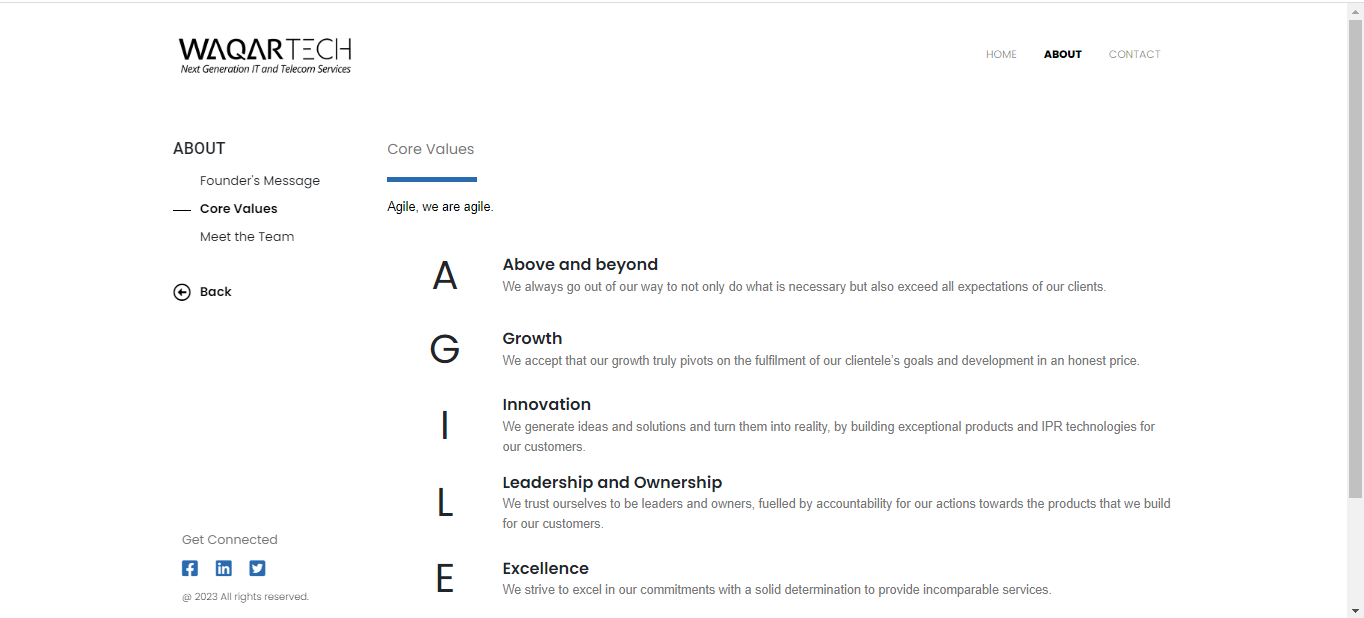 WAQARTECH
Next Generation IT and Telecom Services
HOME ABOUT CONTACT
ABOUT
Founder's Message
Core Values
Meet the Team
Back
Core Values
Agile, we are agile.
A
Above and beyond
We always go out of our way to not only do what is necessary but also exceed all expectations of our clients.
G
Growth
We accept that our growth truly pivots on the fulfilment of our clientele's goals and development in an honest price.
I
Innovation
We generate ideas and solutions and turn them into reality, by building exceptional products and IPR technologies for
our customers.
L
Leadership and Ownership
We trust ourselves to be leaders and owners, fuelled by accountability for our actions towards the products that we build
for our customers.
E
Excellence
We strive to excel in our commitments with a solid determination to provide incomparable services.
Get Connected
@ 2023 All rights reserved.